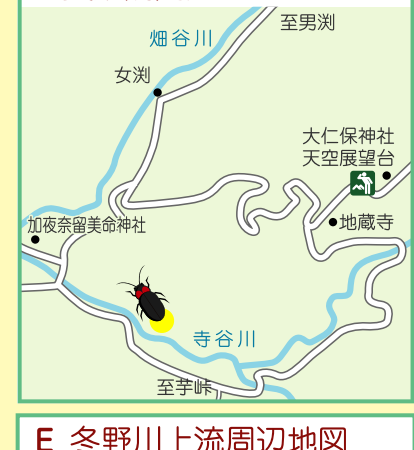 至男渕
畑谷川
女渕
大仁保神社
天空展望台
加夜奈留美命神社
地蔵寺
寺谷川
至芋峠
E 冬野川上流周辺地図